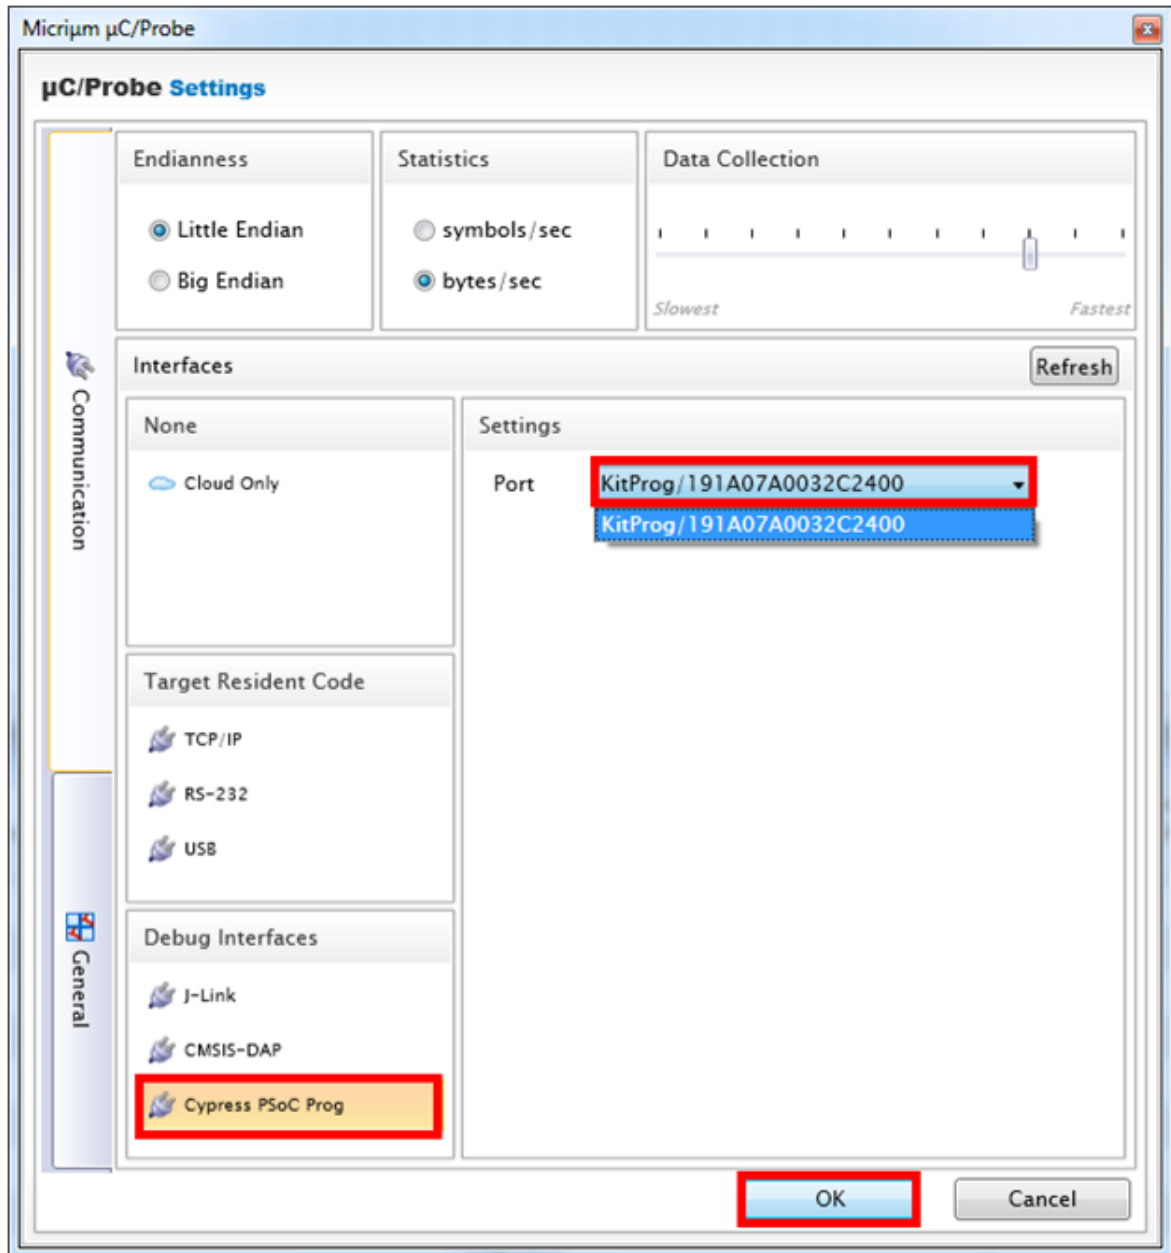 Micriµm µC/Probe
µC/Probe Settings
Endianness
Little Endian
Big Endian
Statistics
symbols/sec
bytes/sec
Data Collection
Slowest
Fastest
Communication
General
Interfaces
Refresh
None
Cloud Only
Target Resident Code
TCP/IP
RS-232
USB
Debug Interfaces
J-Link
CMSIS-DAP
Cypress PSoC Prog
Settings
Port
KitProg/191A07A0032C2400
KitProg/191A07A0032C2400
OK
Cancel